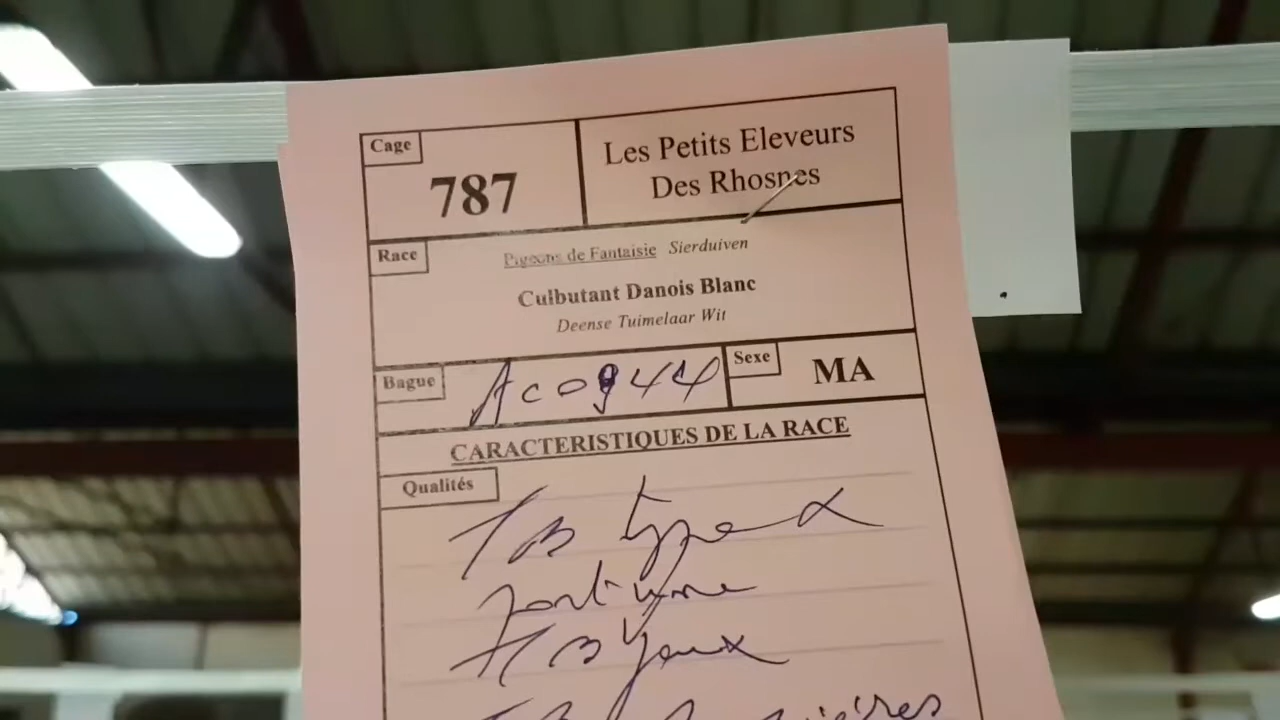 Cage
787
Les Petits Eleveurs
Des Rhosnes
Race
Pigeons de Fantaisie Sierduiven
Culbutant Danois Blanc
Deense Tuimelaar Wit
Bague
Sexe
MA
CARACTERISTIQUES DE LA RACE
Qualités
TB typé
TB yeux